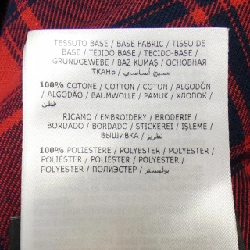 TESSUTO BASE / BASE FABRIC / TISSU DE
BASE / TEJIDO BASE / TECIDO-BASE /
GRUNDGEWEBE / BAZ KUMAŞ / ОСНОВНАЯ
ТКАНЬ / نسيج أساسي
100% COTONE / COTTON / COTON / ALGODÓN
/ ALGODÃO / BAUMWOLLE / PAMUK / ХЛОПОК /
قطن
RICAMO / EMBROIDERY / BRODERIE /
BORDADO / BORDADO / STICKEREI / İŞLEME /
ВЫШИВКА / تطريز
100% POLIESTERE / POLYESTER / POLYESTER /
POLIÉSTER / POLIÉSTER / POLYESTER /
POLYESTER / ПОЛИЭСТЕР / بوليستر